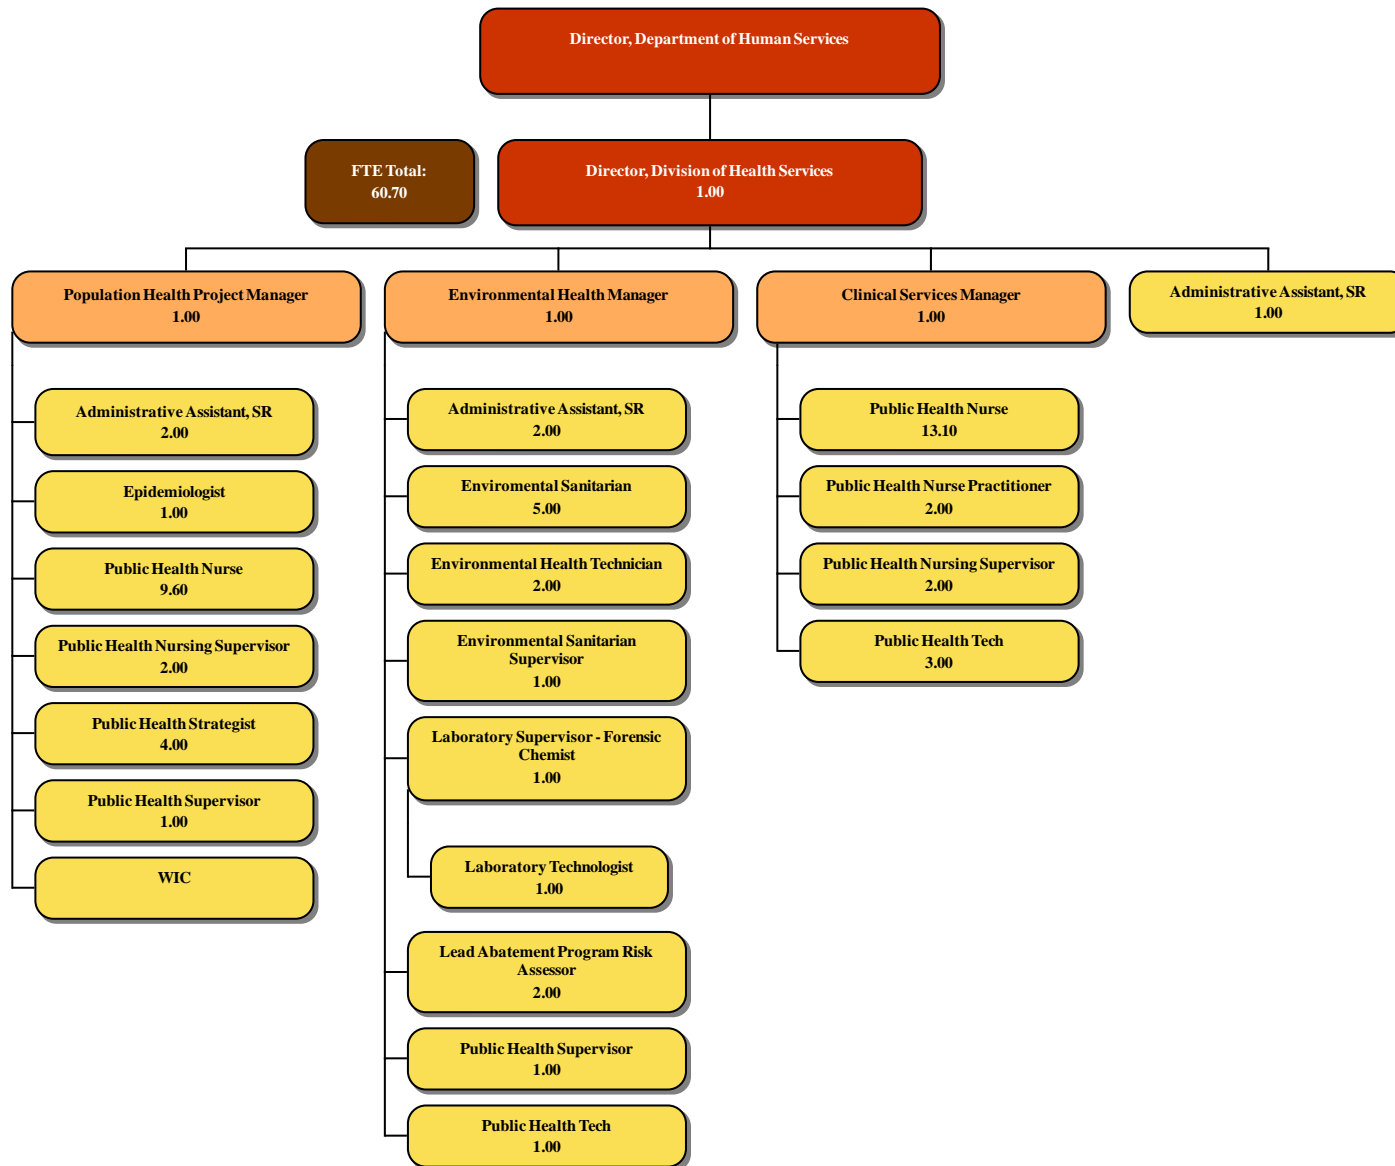 Director, Department of Human Services
FTE Total:
60.70
Director, Division of Health Services
1.00
Population Health Project Manager
1.00
Administrative Assistant, SR
2.00
Epidemiologist
1.00
Public Health Nurse
9.60
Public Health Nursing Supervisor
2.00
Public Health Strategist
4.00
Public Health Supervisor
1.00
WIC
Environmental Health Manager
1.00
Administrative Assistant, SR
2.00
Enviromental Sanitarian
5.00
Environmental Health Technician
2.00
Environmental Sanitarian
Supervisor
1.00
Laboratory Supervisor - Forensic
Chemist
1.00
Laboratory Technologist
1.00
Lead Abatement Program Risk
Assessor
2.00
Public Health Supervisor
1.00
Public Health Tech
1.00
Clinical Services Manager
1.00
Public Health Nurse
13.10
Public Health Nurse Practitioner
2.00
Public Health Nursing Supervisor
2.00
Public Health Tech
3.00
Administrative Assistant, SR
1.00